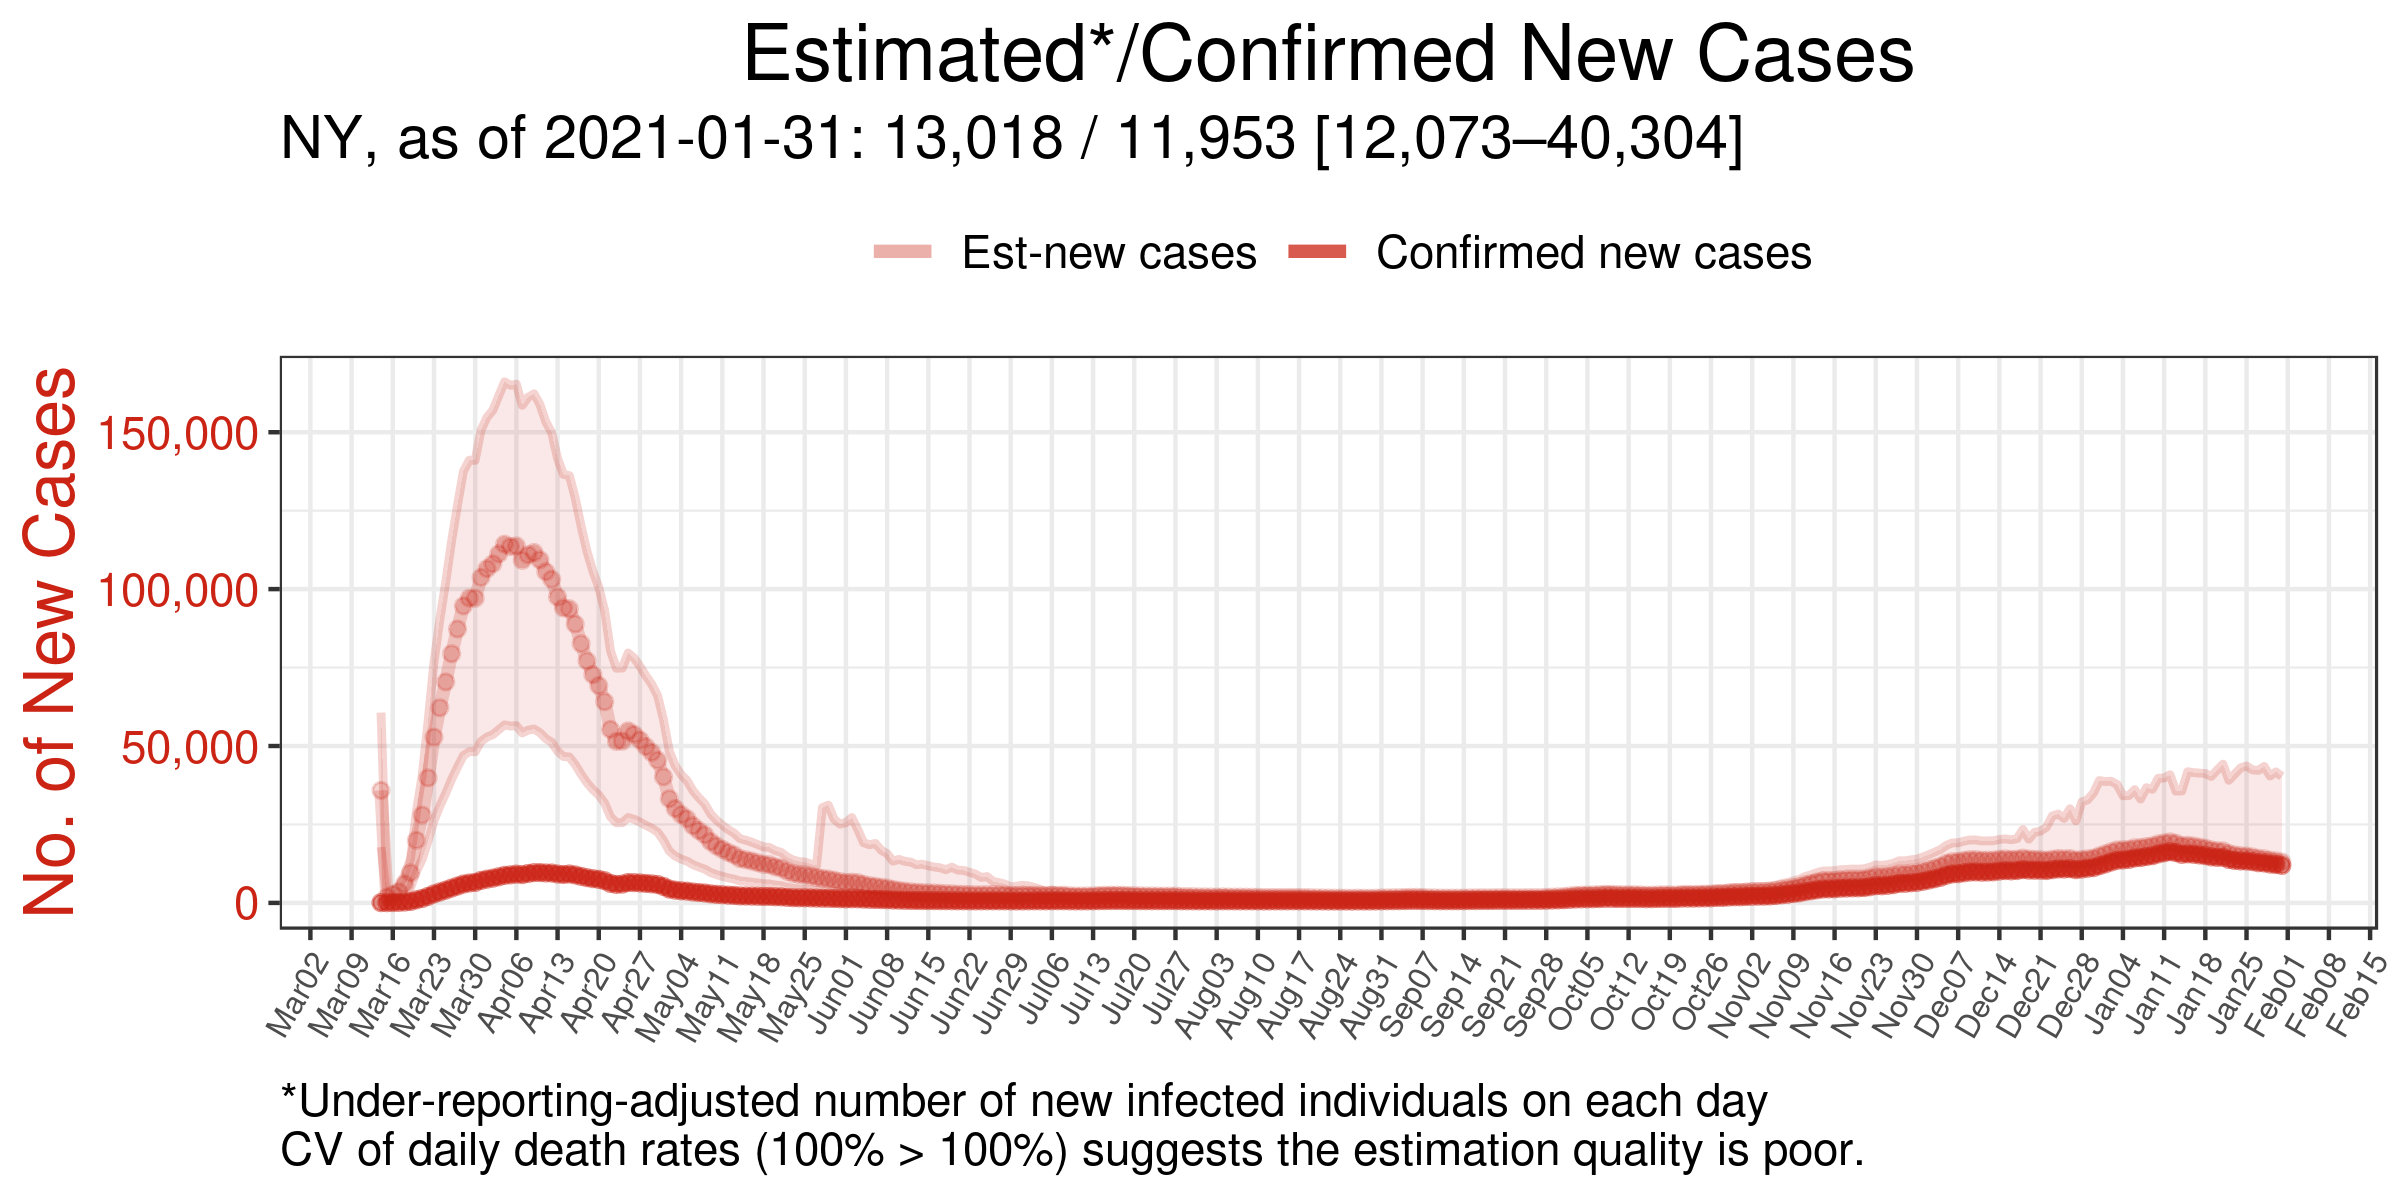 Estimated*/Confirmed New Cases
NY, as of 2021-01-31: 13,018 / 11,953 [12,073–40,304]
Est-new cases Confirmed new cases
No. of New Cases
150,000
100,000
50,000
0
Mar02 Mar09 Mar16 Mar23 Mar30 Apr06 Apr13 Apr20 Apr27 May04 May11 May18 May25 Jun01 Jun08 Jun15 Jun22 Jun29 Jul06 Jul13 Jul20 Jul27 Aug03 Aug10 Aug17 Aug24 Aug31 Sep07 Sep14 Sep21 Sep28 Oct05 Oct12 Oct19 Oct26 Nov02 Nov09 Nov16 Nov23 Nov30 Dec07 Dec14 Dec21 Dec28 Jan04 Jan11 Jan18 Jan25 Feb01 Feb08 Feb15
*Under-reporting-adjusted number of new infected individuals on each day
CV of daily death rates (100% > 100%) suggests the estimation quality is poor.